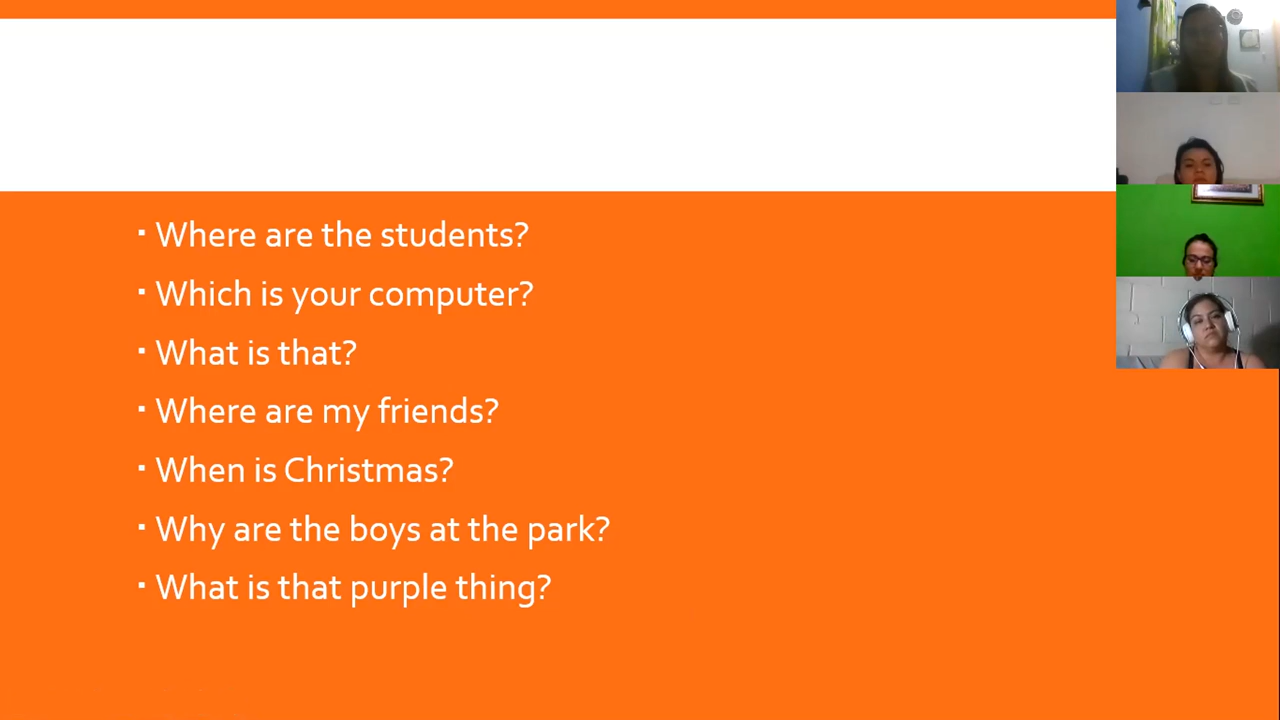 ▪ Where are the students?
▪ Which is your computer?
▪ What is that?
▪ Where are my friends?
▪ When is Christmas?
▪ Why are the boys at the park?
▪ What is that purple thing?